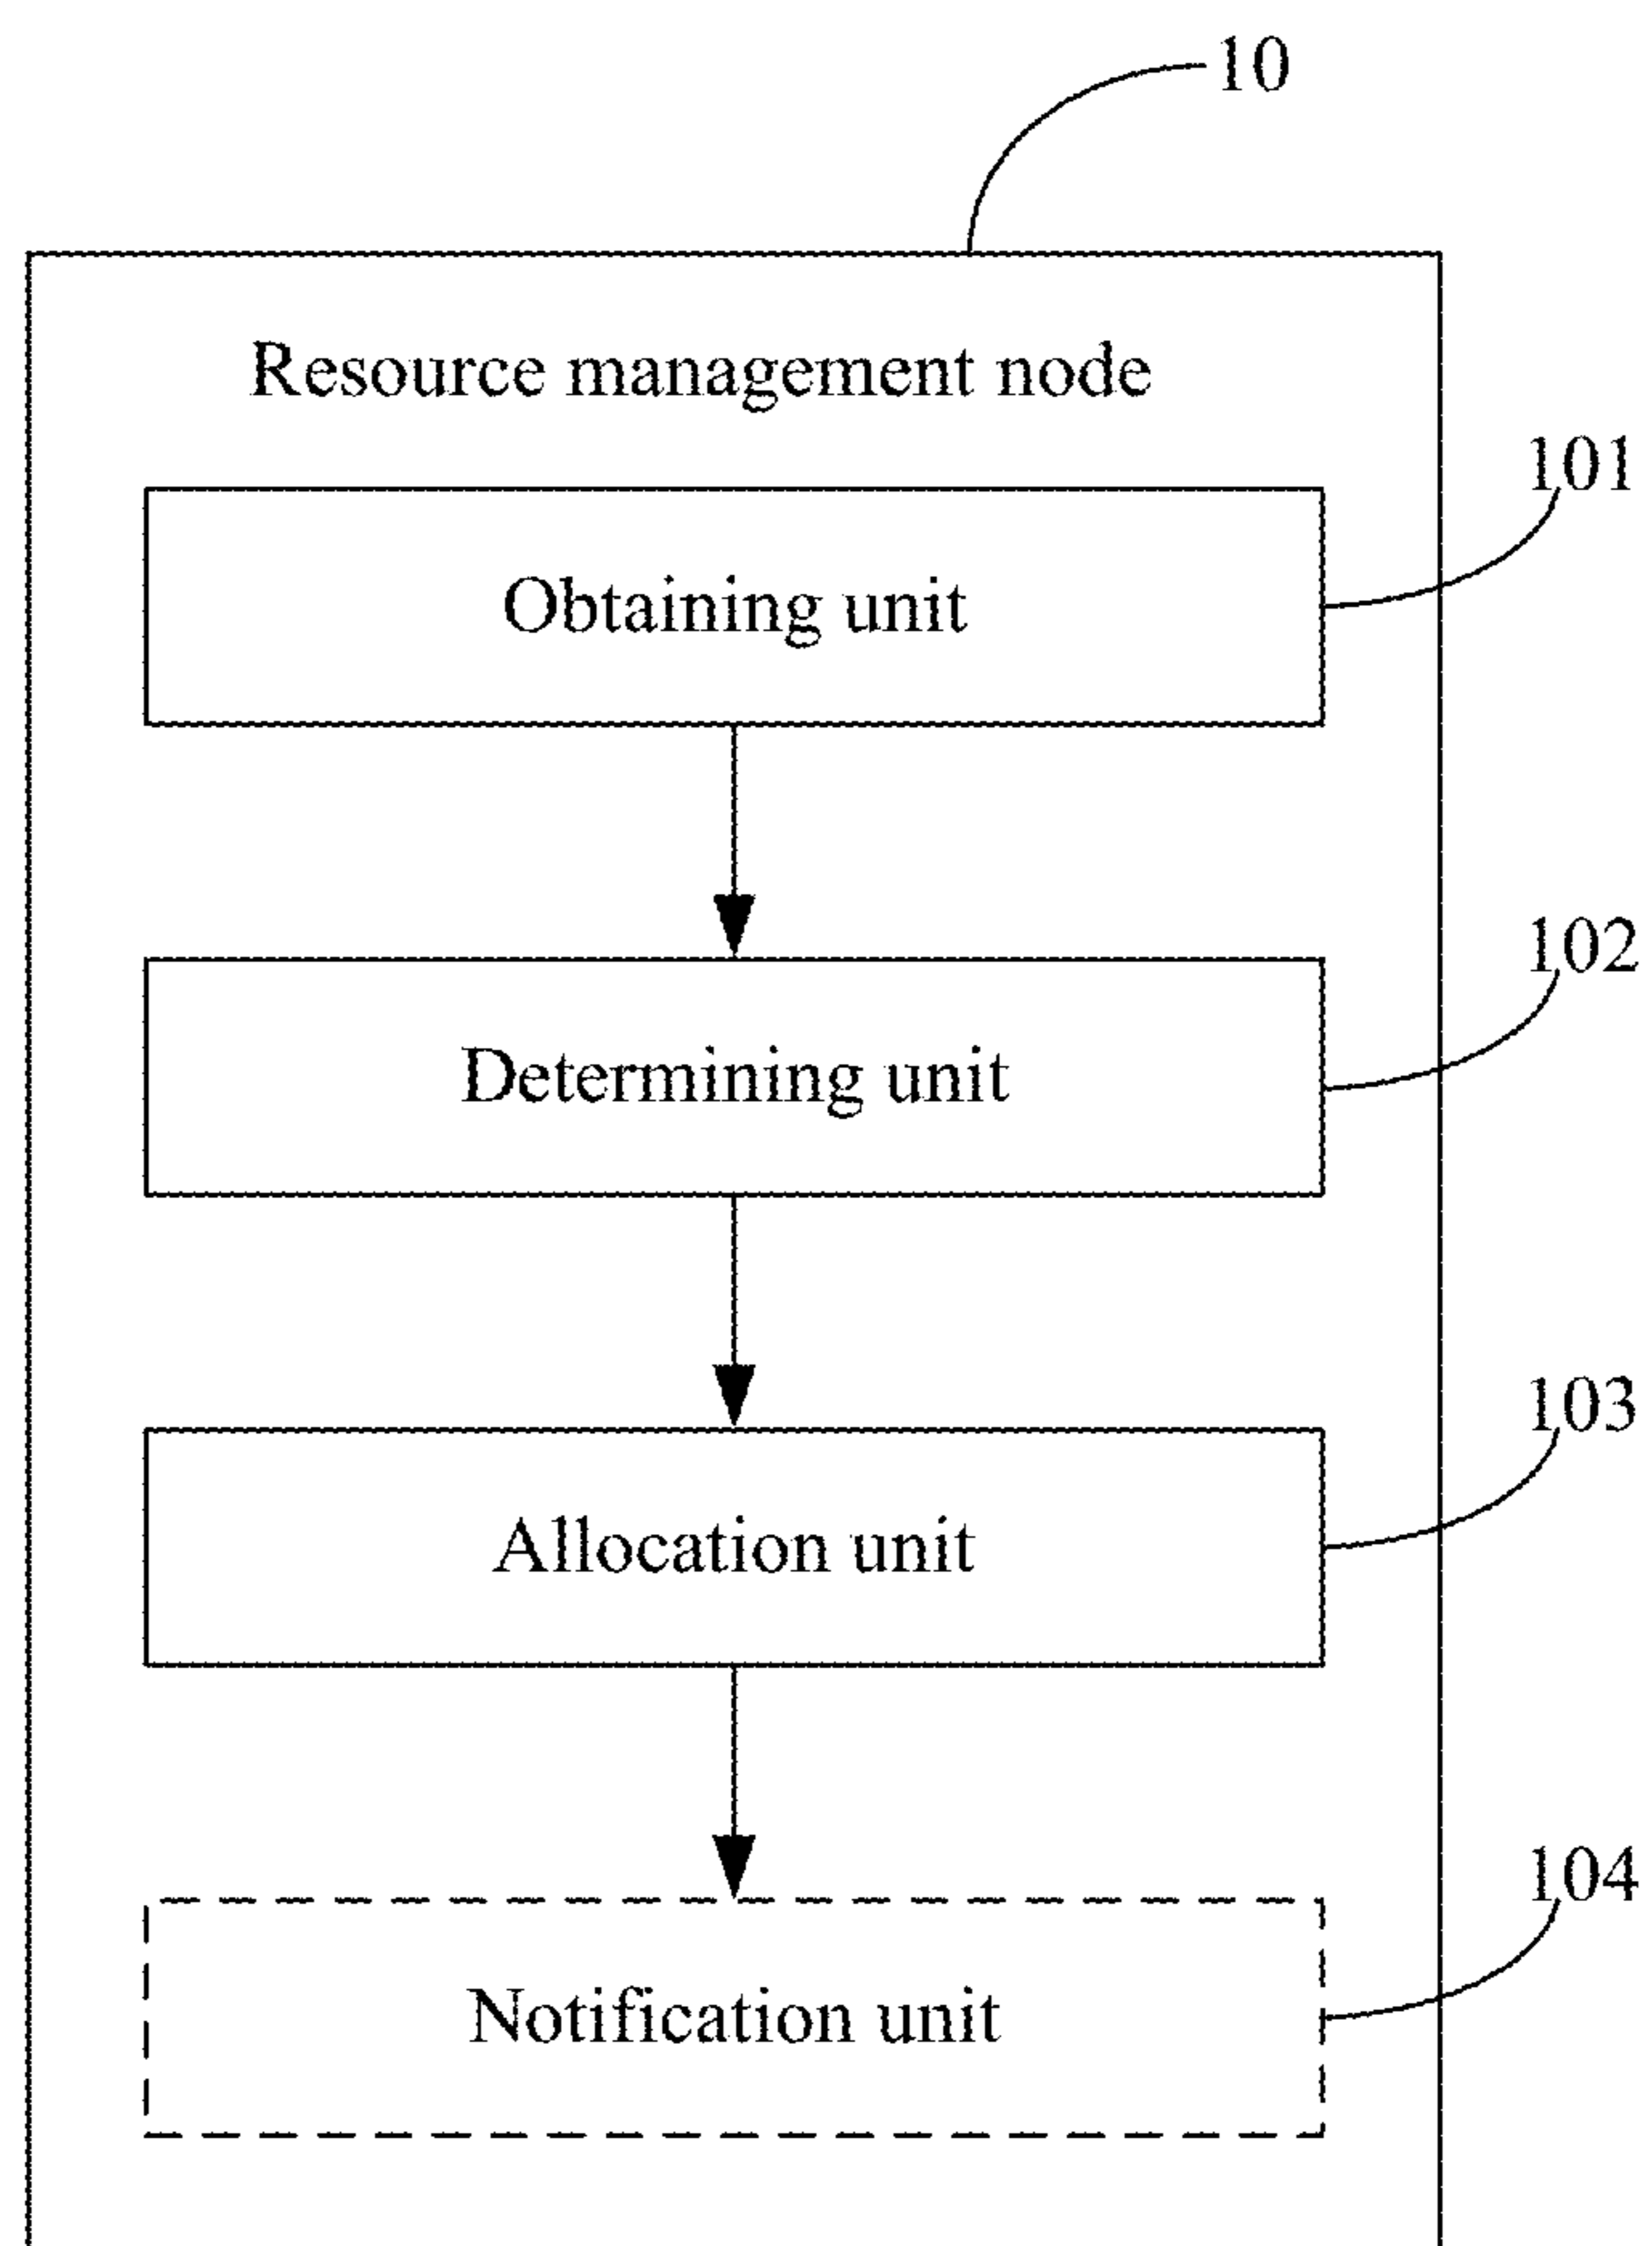 10
Resource management node
101
Obtaining unit
102
Determining unit
103
Allocation unit
104
Notification unit